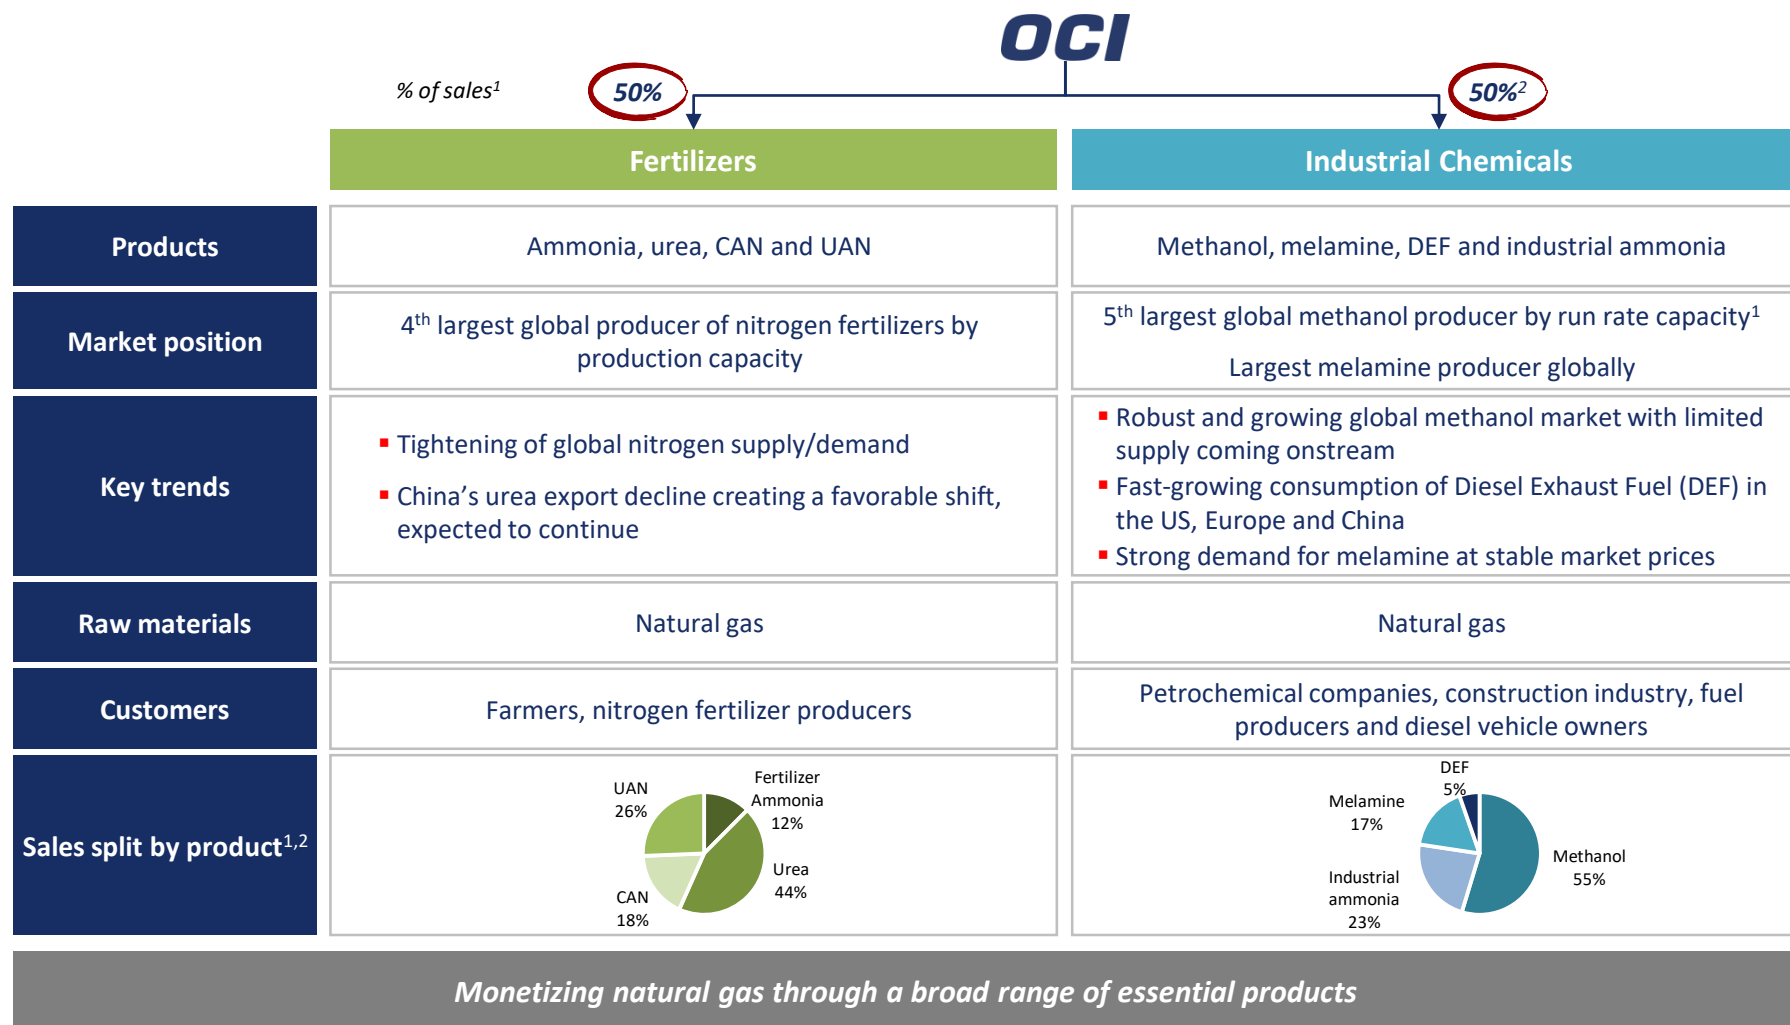 OCI
% of sales1
50%
50%2
Fertilizers
Industrial Chemicals
Products
Ammonia, urea, CAN and UAN
Methanol, melamine, DEF and industrial ammonia
Market position
4th largest global producer of nitrogen fertilizers by
production capacity
5th largest global methanol producer by run rate capacity1
Largest melamine producer globally
Key trends
▪ Tightening of global nitrogen supply/demand
▪ China’s urea export decline creating a favorable shift,
expected to continue
▪ Robust and growing global methanol market with limited
supply coming onstream
▪ Fast-growing consumption of Diesel Exhaust Fuel (DEF) in
the US, Europe and China
▪ Strong demand for melamine at stable market prices
Raw materials
Natural gas
Natural gas
Customers
Farmers, nitrogen fertilizer producers
Petrochemical companies, construction industry, fuel
producers and diesel vehicle owners
Sales split by product1,2
UAN
26%
Fertilizer
Ammonia
12%
Urea
44%
CAN
18%
DEF
5%
Melamine
17%
Methanol
55%
Industrial
ammonia
23%
Monetizing natural gas through a broad range of essential products